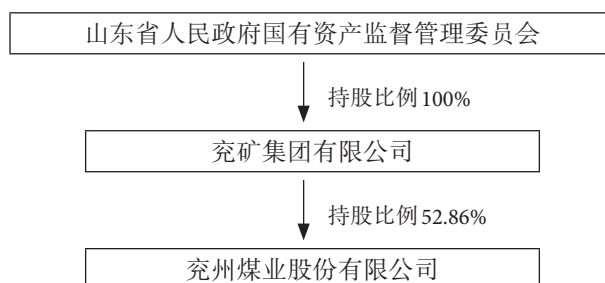 山东省人民政府国有资产监督管理委员会
持股比例100%
兖矿集团有限公司
持股比例52.86%
兖州煤业股份有限公司